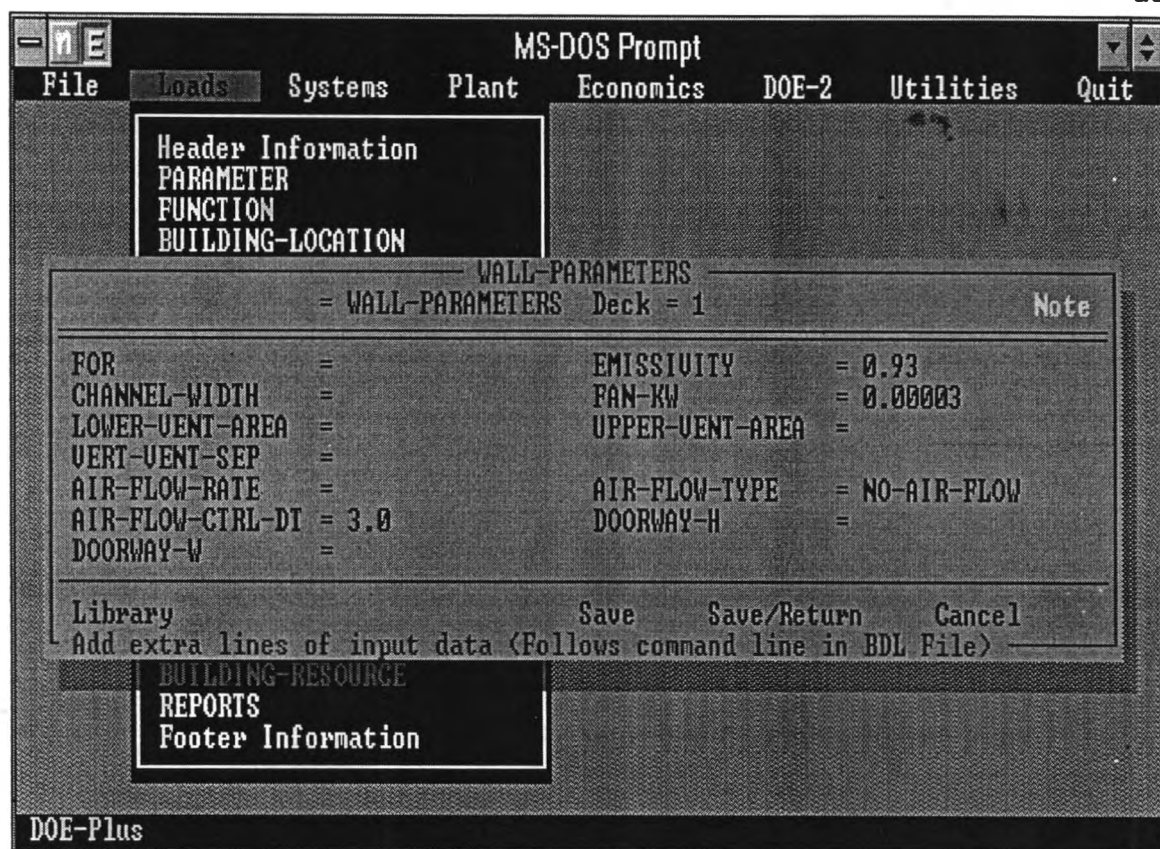 MS-DOS Prompt
File Loads Systems Plant Economics DOE-2 Utilities Quit
Header Information
PARAMETER
FUNCTION
BUILDING-LOCATION
WALL-PARAMETERS
= WALL-PARAMETERS Deck = 1 Note
FOR = EMISSIVITY = 0.93
CHANNEL-WIDTH = FAN-KW = 0.00003
LOWER-VENT-AREA = UPPER-VENT-AREA =
VERT-VENT-SEP =
AIR-FLOW-RATE = AIR-FLOW-TYPE = NO-AIR-FLOW
AIR-FLOW-CTRL-DT = 3.0 DOORWAY-H =
DOORWAY-W =
Library Save Save/Return Cancel
Add extra lines of input data (Follows command line in BDL File)
BUILDING-RESOURCE
REPORTS
Footer Information
DOE-Plus